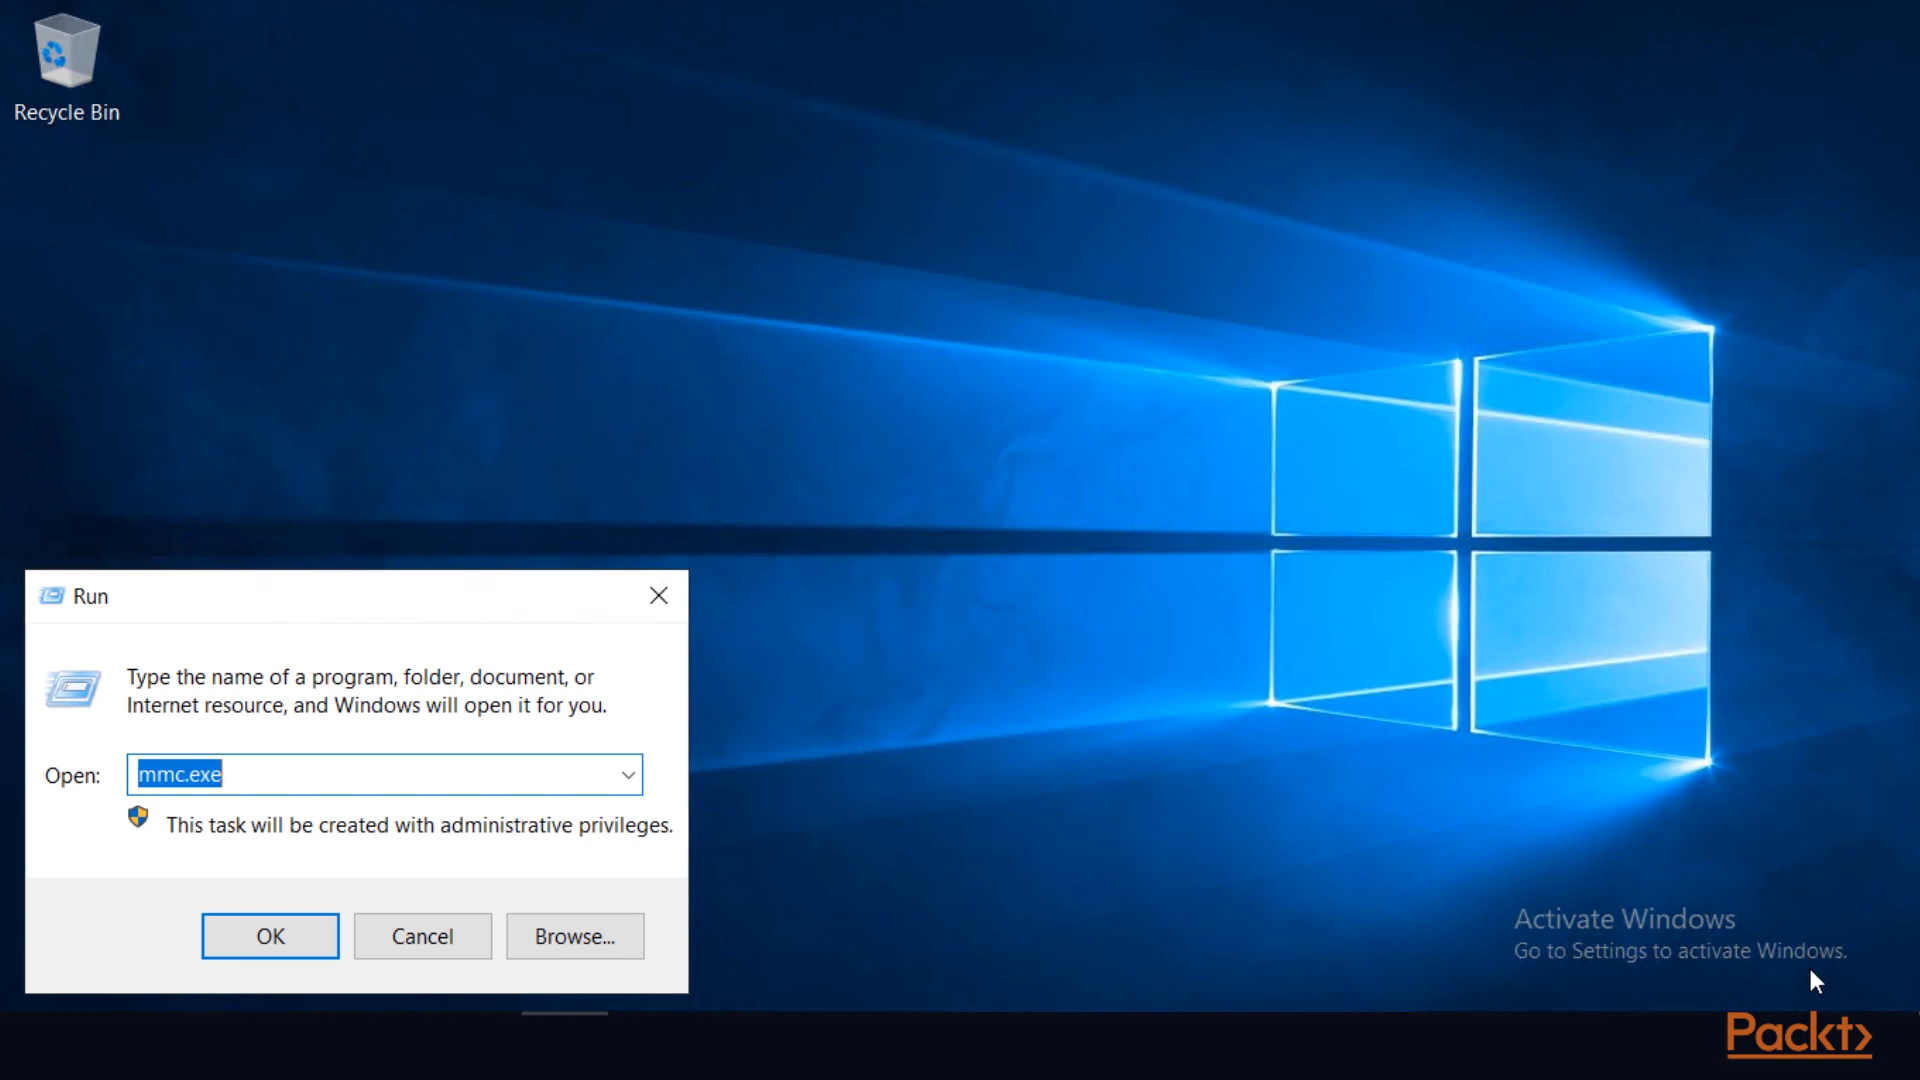 Recycle Bin
Run
Type the name of a program, folder, document, or
Internet resource, and Windows will open it for you.
Open:
mmc.exe
This task will be created with administrative privileges.
OK
Cancel
Browse...
Activate Windows
Go to Settings to activate Windows.
Packt>